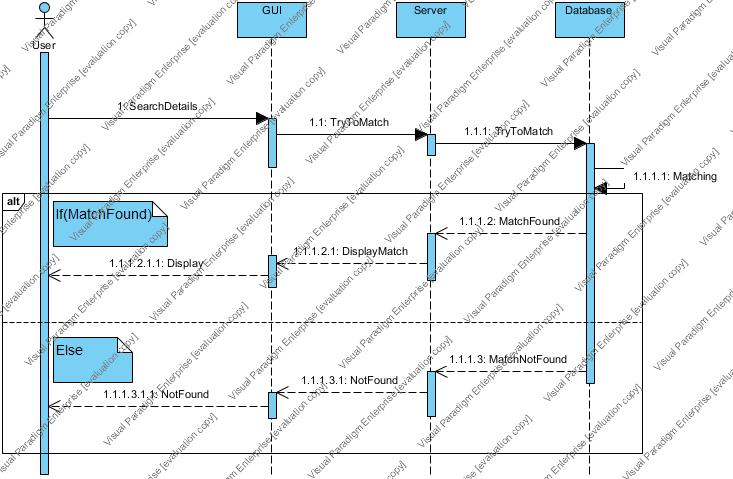 GUI
Server
Database
User
1: SearchDetails
1.1: TryToMatch
1.1.1: TryToMatch
1.1.1.1: Matching
alt
If(MatchFound)
1.1.1.2: MatchFound
1.1.1.2.1: DisplayMatch
1.1.1.2.1.1: Display
Else
1.1.1.3: MatchNotFound
1.1.1.3.1: NotFound
1.1.1.3.1.1: NotFound
Visual Paradigm Enterprise [evaluation copy]